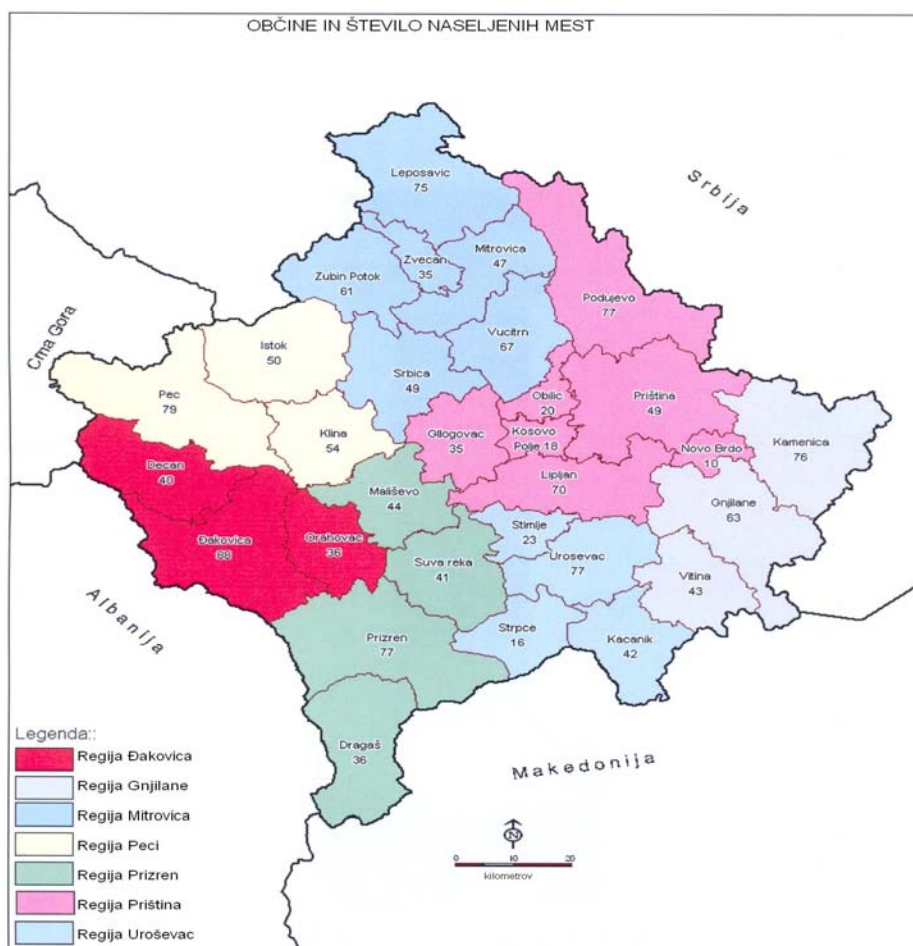 OBČINE IN ŠTEVILO NASELJENIH MEST
Srbija
Leposavic
75
Mitrovica
47
Zvecan
35
Zubin Potok
61
Podujevo
77
Vucitrn
67
Crna Gora
Istok
50
Srbica
49
Pec
79
Obilic
20
Priština
49
Klina
54
Gllogovac
35
Kosovo
Polje 18
Novo Brdo
10
Kamenica
76
Decan
40
Mališevo
44
Lipljan
70
Gnjilane
63
Đakovica
88
Orahovac
36
Stimlje
23
Suva reka
41
Urosevac
77
Vitina
43
Albanija
Prizren
77
Strpce
16
Kacanik
42
Dragaš
36
Makedonija
Legenda::
Regija Đakovica
Regija Gnjilane
Regija Mitrovica
Regija Peci
Regija Prizren
Regija Priština
Regija Uroševac
N
0 10 20
kilometrov